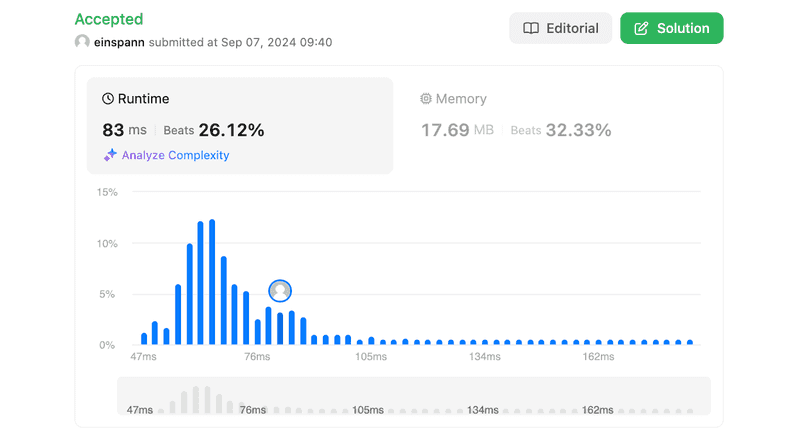 Accepted
einspann submitted at Sep 07, 2024 09:40
Editorial
Solution
Runtime
83 ms Beats 26.12%
Analyze Complexity
Memory
17.69 MB Beats 32.33%
15%
10%
5%
0%
47ms 76ms 105ms 134ms 162ms
47ms 76ms 105ms 134ms 162ms